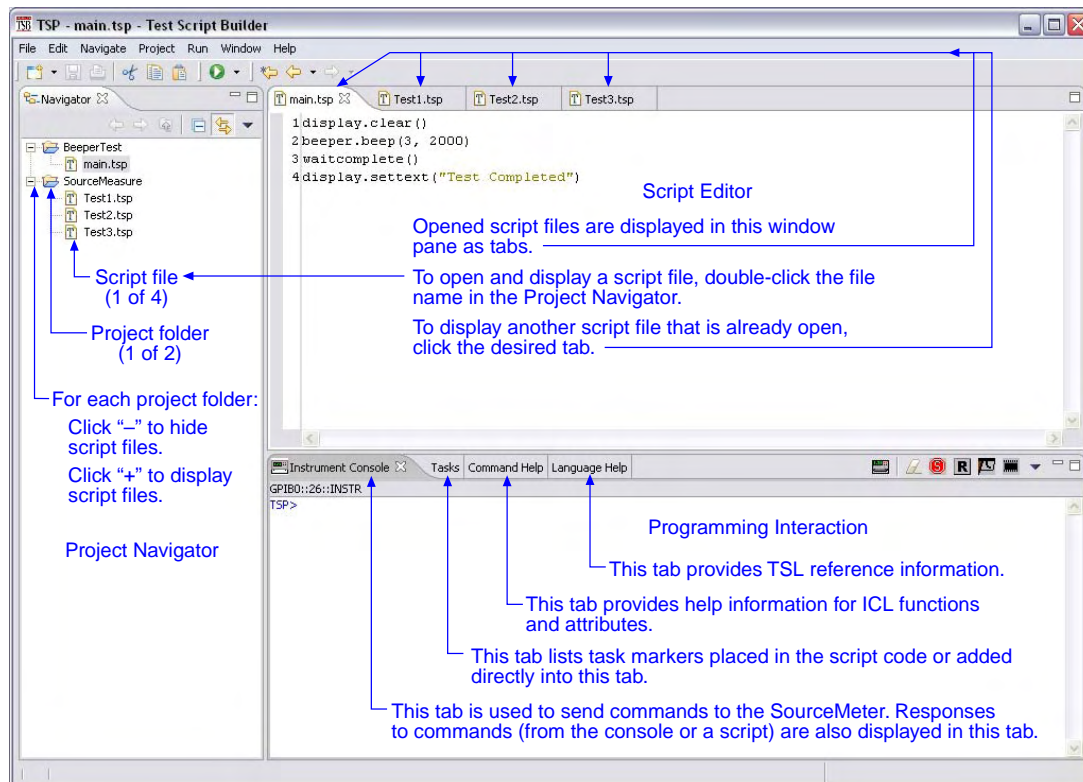 TSP - main.tsp - Test Script Builder
File Edit Navigate Project Run Window Help
Navigator
main.tsp
Test1.tsp
Test2.tsp
Test3.tsp
BeeperTest
main.tsp
SourceMeasure
Test1.tsp
Test2.tsp
Test3.tsp
Script file
(1 of 4)
Project folder
(1 of 2)
For each project folder:
Click “–” to hide
script files.
Click “+” to display
script files.
Project Navigator
1display.clear()
2beeper.beep(3, 2000)
3waitcomplete()
4display.settext("Test Completed")
Script Editor
Opened script files are displayed in this window
pane as tabs.
To open and display a script file, double-click the file
name in the Project Navigator.
To display another script file that is already open,
click the desired tab.
Instrument Console
Tasks
Command Help
Language Help
GPIB0::26::INSTR
TSP>
Programming Interaction
This tab provides TSL reference information.
This tab provides help information for ICL functions
and attributes.
This tab lists task markers placed in the script code or added
directly into this tab.
This tab is used to send commands to the SourceMeter. Responses
to commands (from the console or a script) are also displayed in this tab.